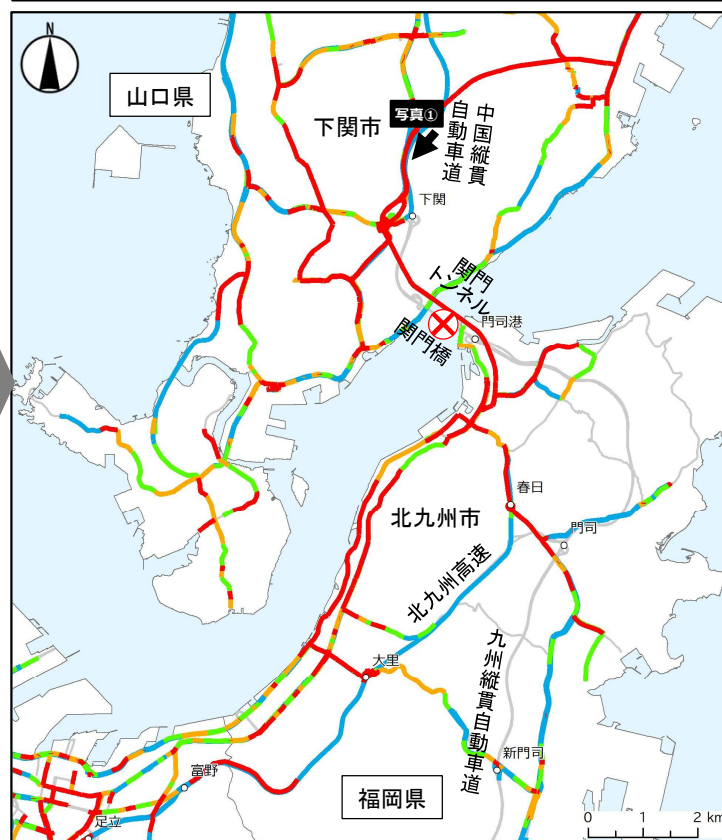 N
山口県
下関市
写真①
中国縦貫
自動車道
下関
関門
トンネル
関門橋
門司港
春日
北九州市
門司
北九州高速
九州縦貫自動車道
大里
新門司
富野
福岡県
足立
0 1 2 km